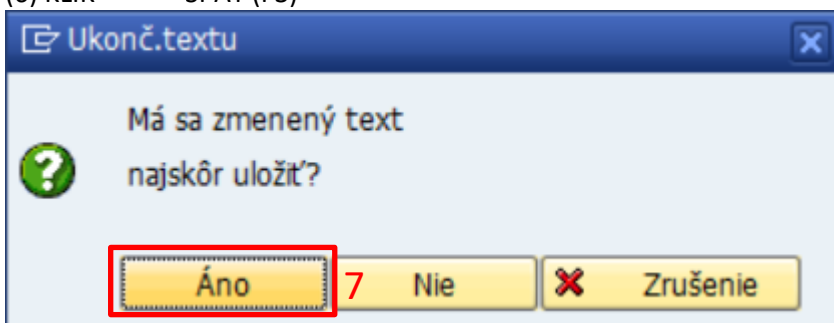 Ukonč.textu
Má sa zmenený text
najskôr uložiť?
Áno 7 Nie Zrušenie